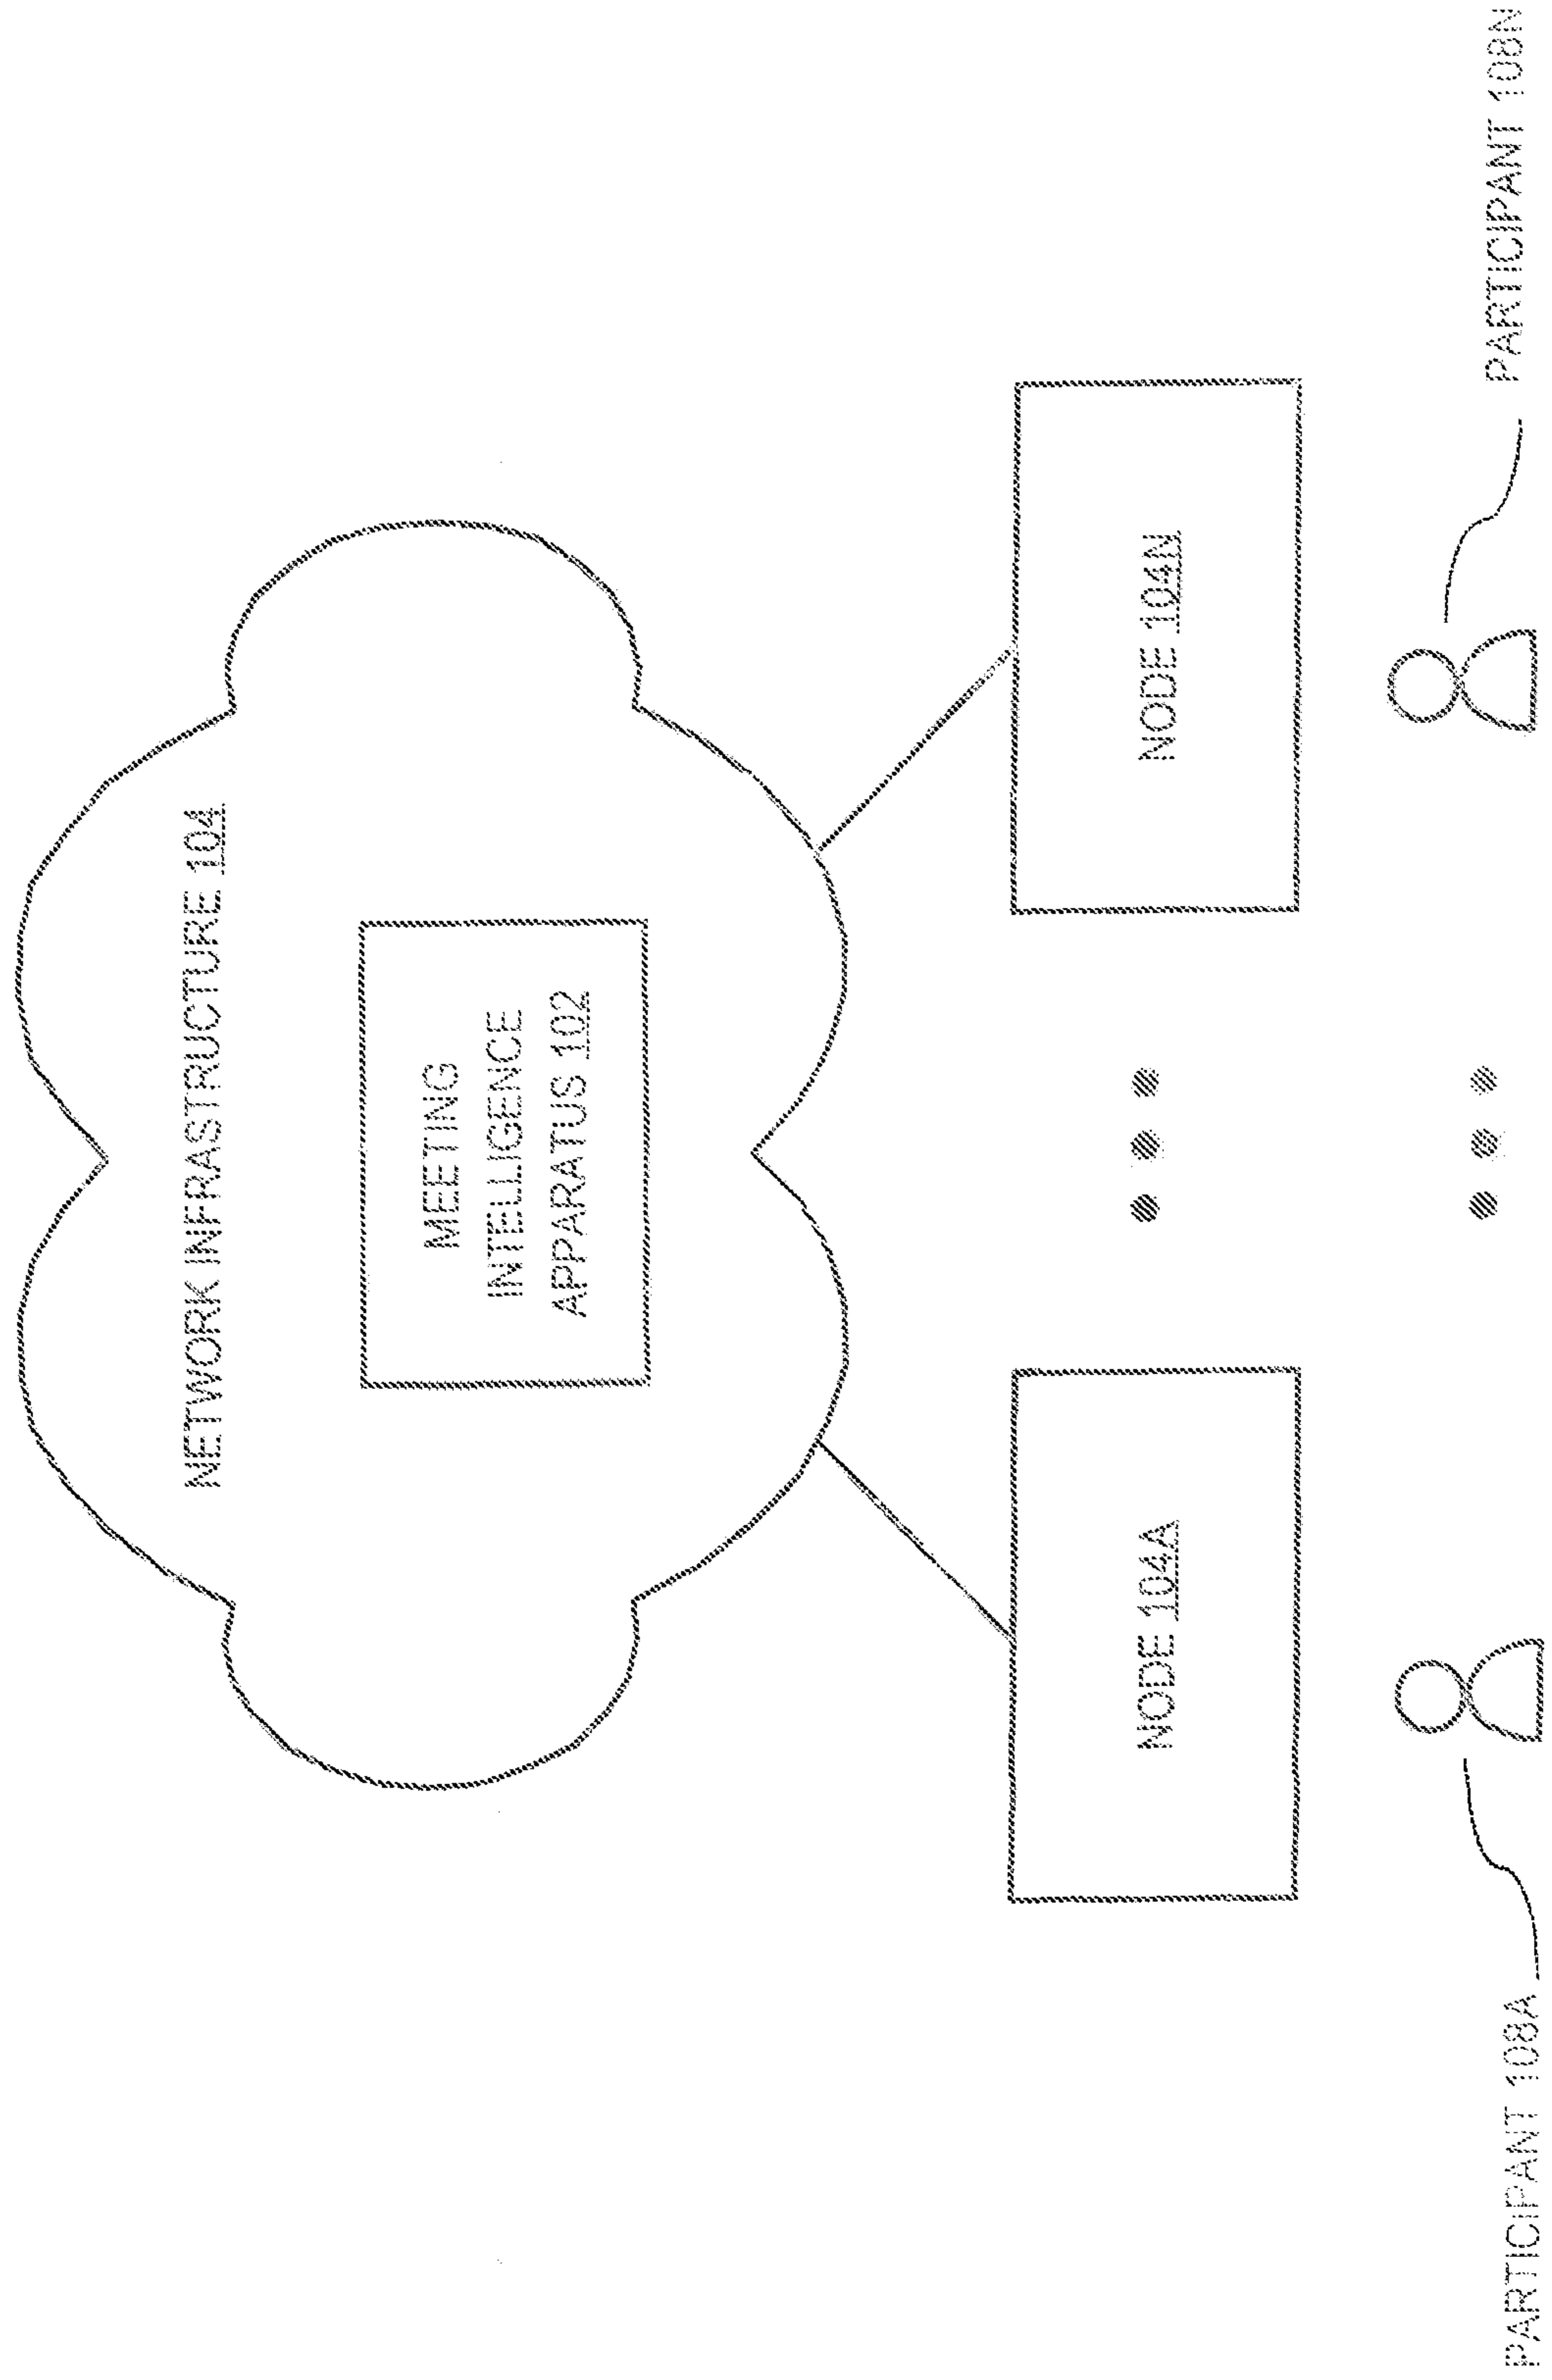 NETWORK INFRASTRUCTURE 104
MEETING
INTELLIGENCE
APPARATUS 102
NODE 104A
NODE 104N
PARTICIPANT 108A
PARTICIPANT 108N